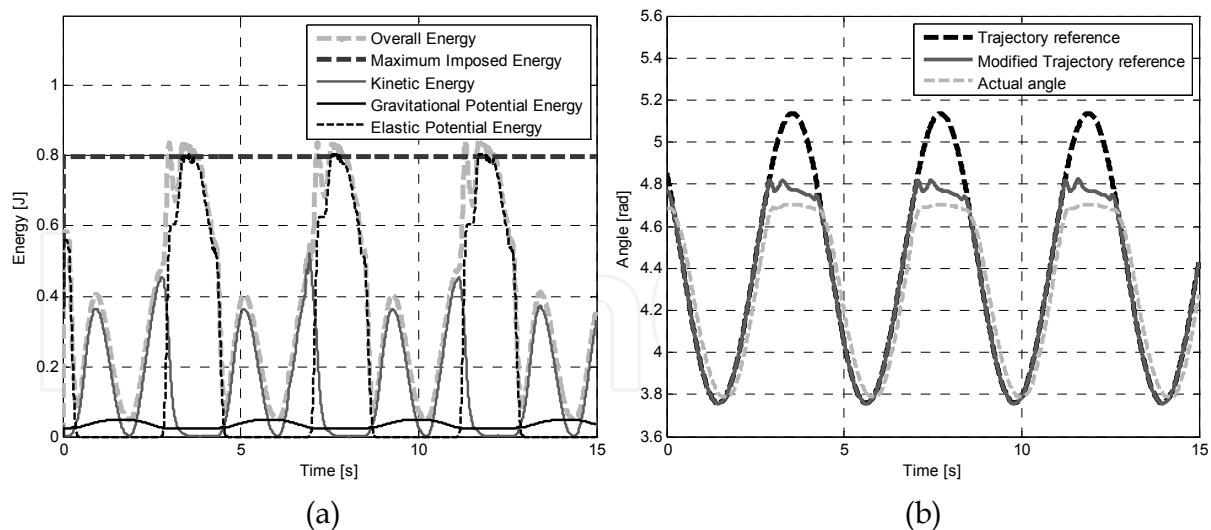 Overall Energy
Maximum Imposed Energy
Kinetic Energy
Gravitational Potential Energy
Elastic Potential Energy
1
0.8
0.6
0.4
0.2
0
Energy [J]
0 5 10 15
Time [s]
(a)
Trajectory reference
Modified Trajectory reference
Actual angle
5.6
5.4
5.2
5
4.8
4.6
4.4
4.2
4
3.8
3.6
Angle [rad]
0 5 10 15
Time [s]
(b)